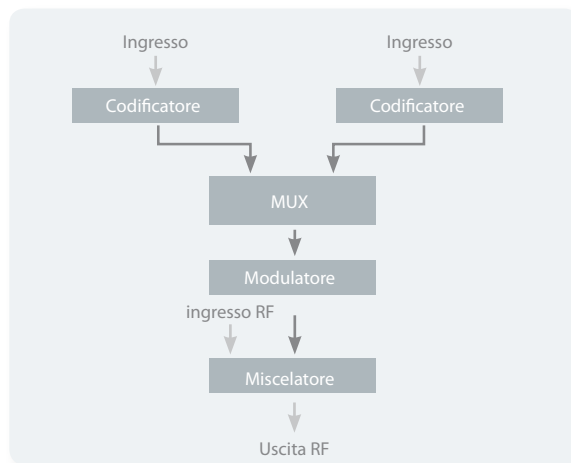 Ingresso
Ingresso
Codificatore
Codificatore
MUX
Modulatore
ingresso RF
Miscelatore
Uscita RF